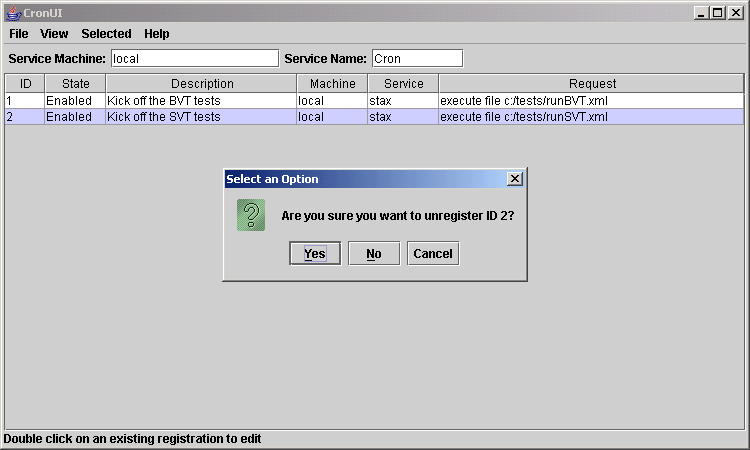 CronUI
File View Selected Help
Service Machine: local Service Name: Cron
ID State Description Machine Service Request
1 Enabled Kick off the BVT tests local stax execute file c:/tests/runBVT.xml
2 Enabled Kick off the SVT tests local stax execute file c:/tests/runSVT.xml
Select an Option
Are you sure you want to unregister ID 2?
Yes No Cancel
Double click on an existing registration to edit